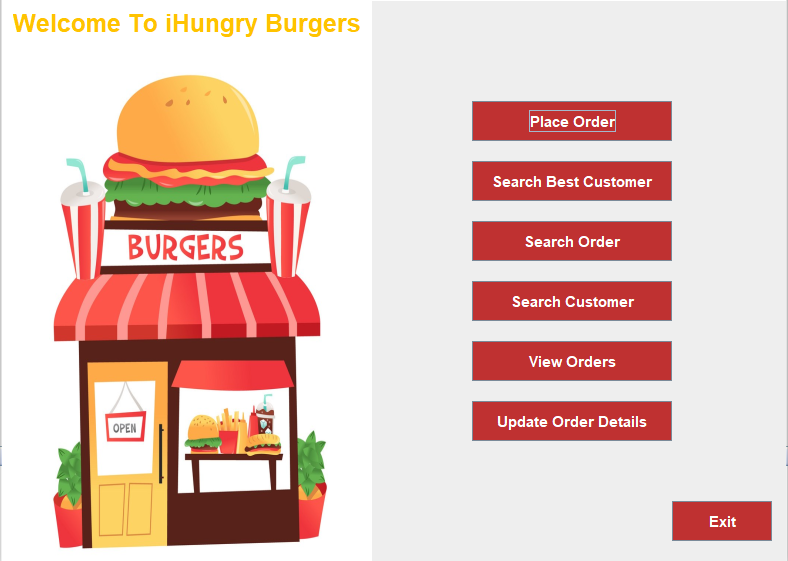 Welcome To iHungry Burgers
BURGERS
OPEN
Place Order
Search Best Customer
Search Order
Search Customer
View Orders
Update Order Details
Exit